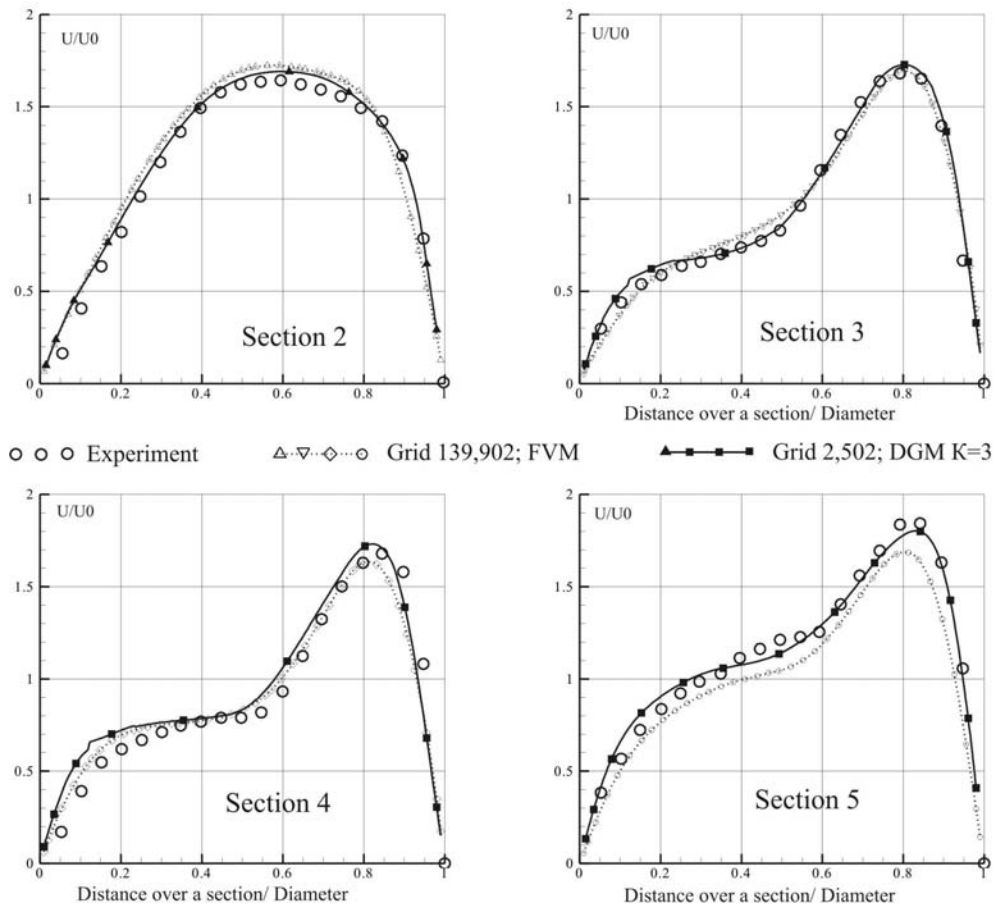 2
2
U/U0
U/U0
1.5
1.5
1
1
0.5
0.5
Section 2
Section 3
0
0
0 0.2 0.4 0.6 0.8 1
0 0.2 0.4 0.6 0.8 1
Distance over a section/ Diameter
Experiment
Grid 139,902; FVM
Grid 2,502; DGM K=3
2
2
U/U0
U/U0
1.5
1.5
1
1
0.5
0.5
Section 4
Section 5
0
0
0 0.2 0.4 0.6 0.8 1
0 0.2 0.4 0.6 0.8 1
Distance over a section/ Diameter
Distance over a section/ Diameter